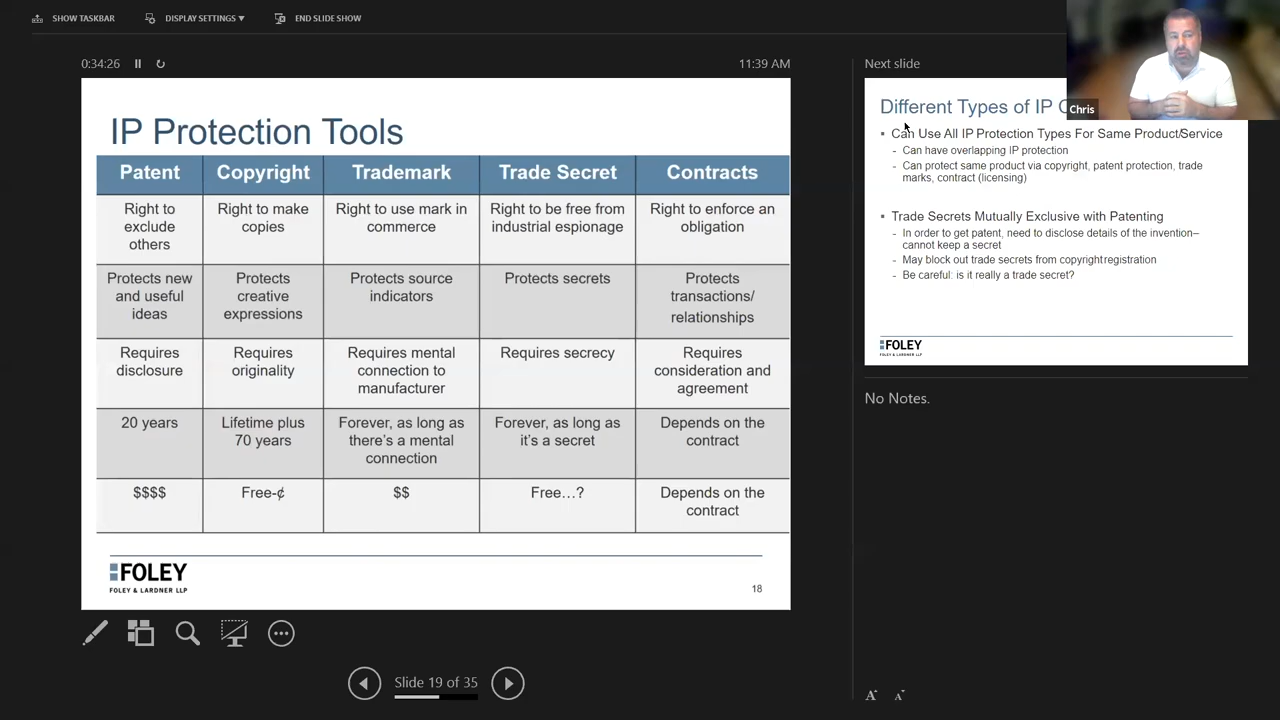 SHOW TASKBAR
DISPLAY SETTINGS ▼
END SLIDE SHOW
0:34:26
11:39 AM
IP Protection Tools
Patent
Copyright
Trademark
Trade Secret
Contracts
Right to
exclude
others
Right to make
copies
Right to use mark in
commerce
Right to be free from
industrial espionage
Right to enforce an
obligation
Protects new
and useful
ideas
Protects
creative
expressions
Protects source
indicators
Protects secrets
Protects
transactions/
relationships
Requires
disclosure
Requires
originality
Requires mental
connection to
manufacturer
Requires secrecy
Requires
consideration and
agreement
20 years
Lifetime plus
70 years
Forever, as long as
there's a mental
connection
Forever, as long as
it's a secret
Depends on the
contract
$$$$
Free-¢
$$
Free…?
Depends on the
contract
FOLEY
FOLEY & LARDNER LLP
18
Slide 19 of 35
Next slide
Chris
Different Types of IP
▪ Can Use All IP Protection Types For Same Product/Service
- Can have overlapping IP protection
- Can protect same product via copyright, patent protection, trade
marks, contract (licensing)
▪ Trade Secrets Mutually Exclusive with Patenting
- In order to get patent, need to disclose details of the invention–
cannot keep a secret
- May block out trade secrets from copyright registration
- Be careful: is it really a trade secret?
FOLEY
FOLEY & LARDNER LLP
No Notes.
A A